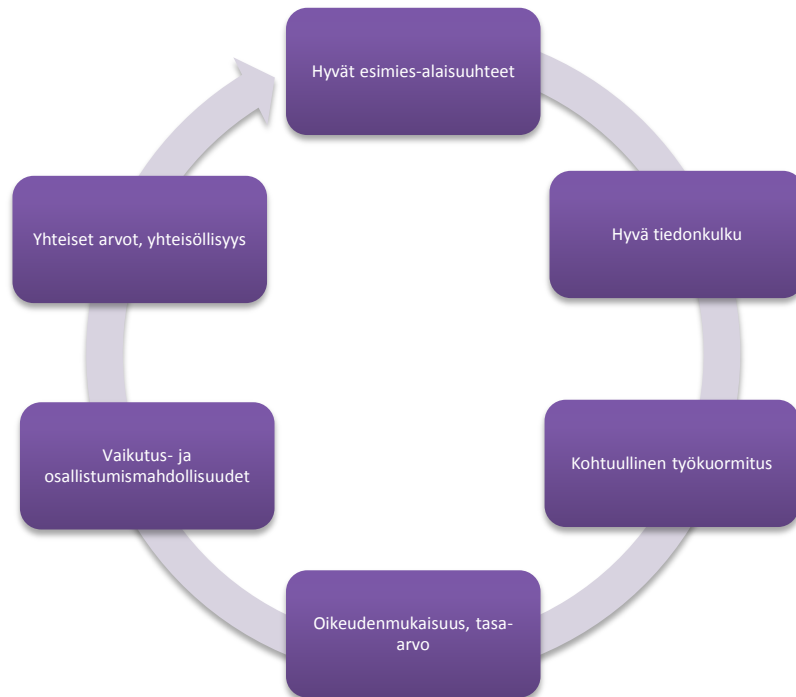 Hyvät esimies-alaisuuhteet
Hyvä tiedonkulku
Kohtuullinen työkuormitus
Oikeudenmukaisuus, tasa-
arvo
Vaikutus- ja
osallistumismahdollisuudet
Yhteiset arvot, yhteisöllisyys